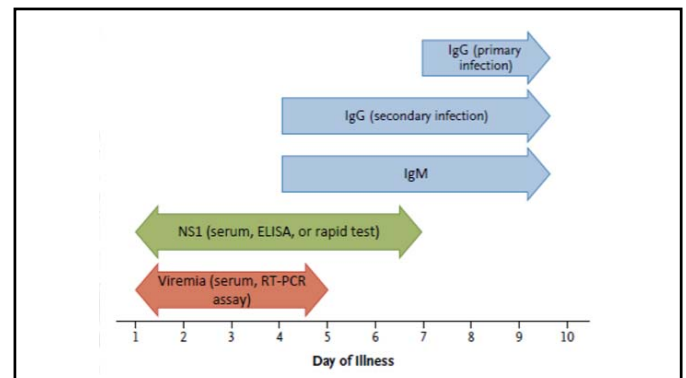 IgG (primary
infection)
IgG (secondary infection)
IgM
NS1 (serum, ELISA, or rapid test)
Viremia (serum, RT-PCR
assay)
1 2 3 4 5 6 7 8 9 10
Day of Illness